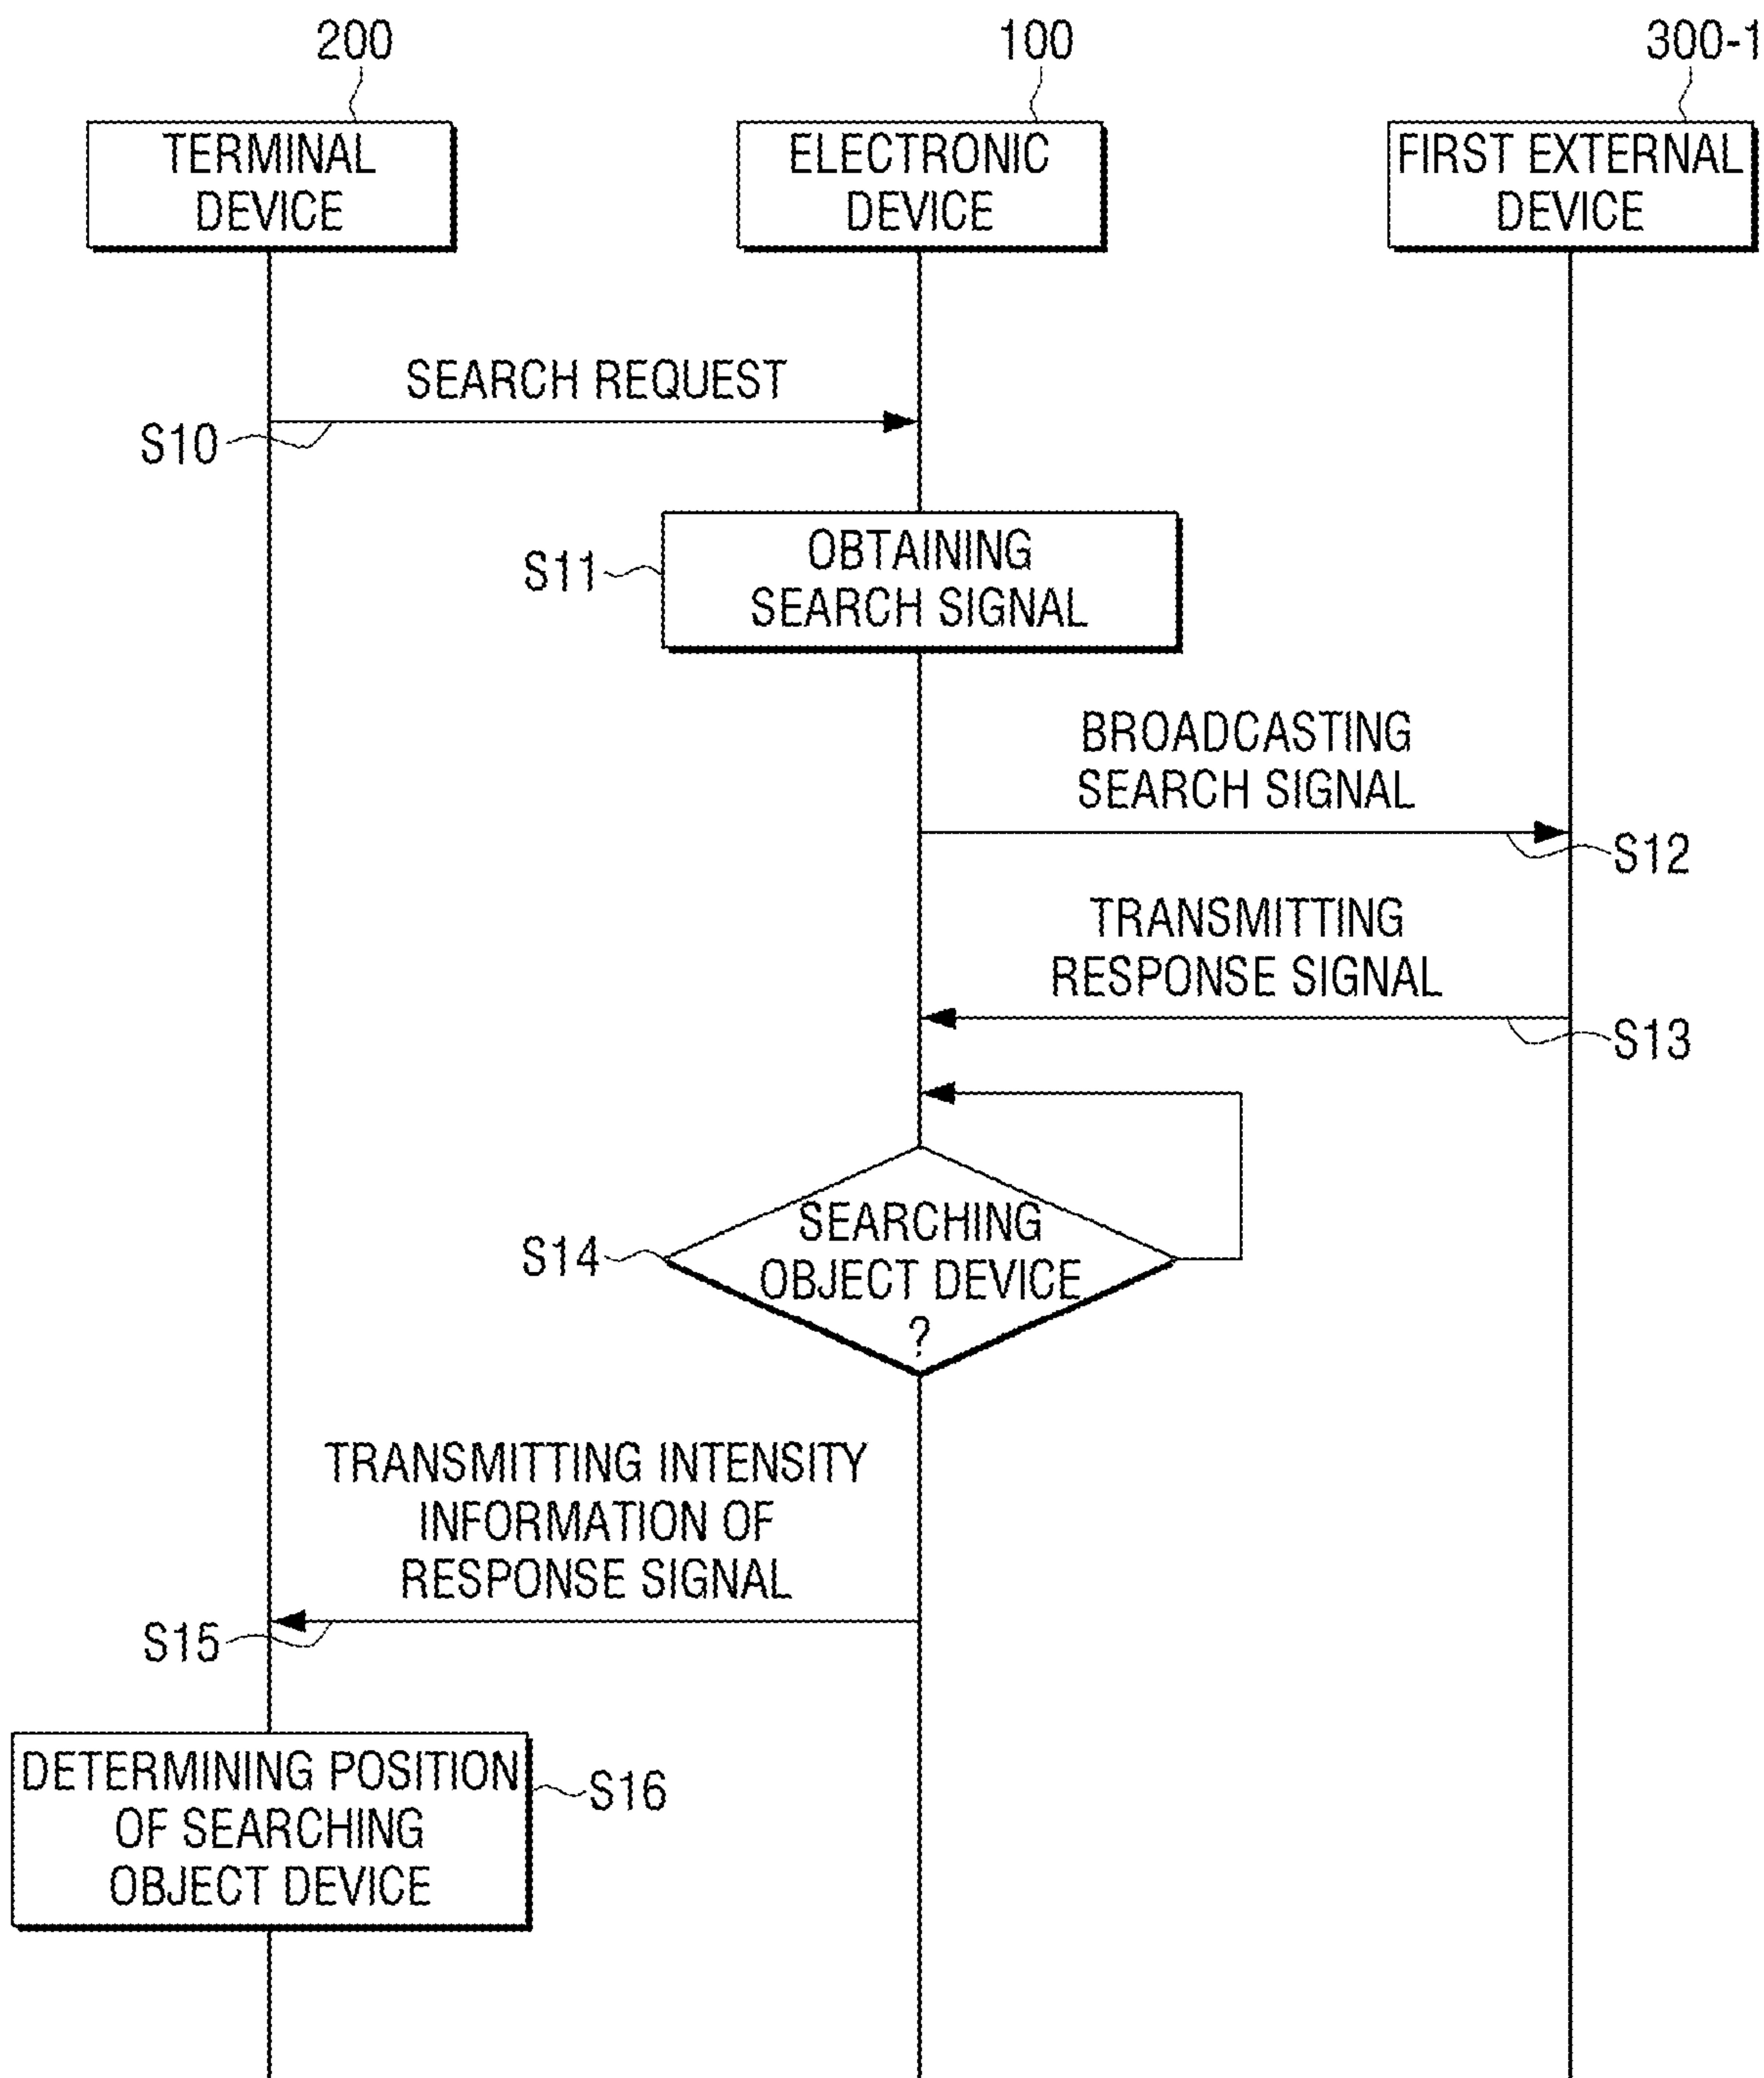 200
100
300-1
TERMINAL
DEVICE
ELECTRONIC
DEVICE
FIRST EXTERNAL
DEVICE
SEARCH REQUEST
S10
OBTAINING
SEARCH SIGNAL
S11
BROADCASTING
SEARCH SIGNAL
S12
TRANSMITTING
RESPONSE SIGNAL
S13
SEARCHING
OBJECT DEVICE
?
S14
TRANSMITTING INTENSITY
INFORMATION OF
RESPONSE SIGNAL
S15
DETERMINING POSITION
OF SEARCHING
OBJECT DEVICE
S16